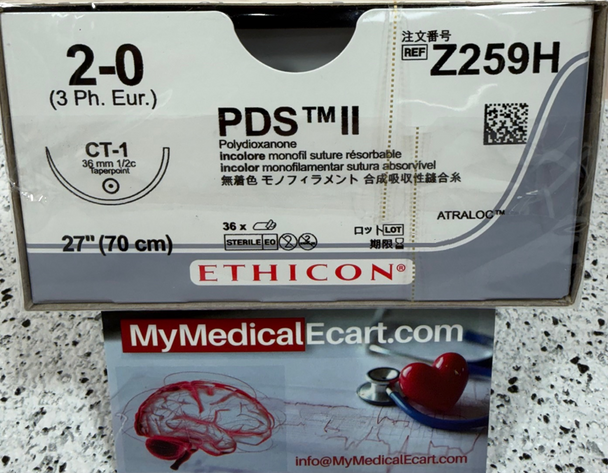 2-0
(3 Ph. Eur.)
CT-1
36 mm 1/2c
Taperpoint
27" (70 cm)
注文番号
REF Z259H
PDS™II
Polydioxanone
incolore monofil suture résorbable
incolor monofilamentar sutura absorvível
無着色 モノフィラメント 合成吸収性縫合糸
ATRALOC™
36 x
STERILE EO
ロット LOT
期限
ETHICON®
MyMedicalEcart.com
info@MyMedicalEcart.com